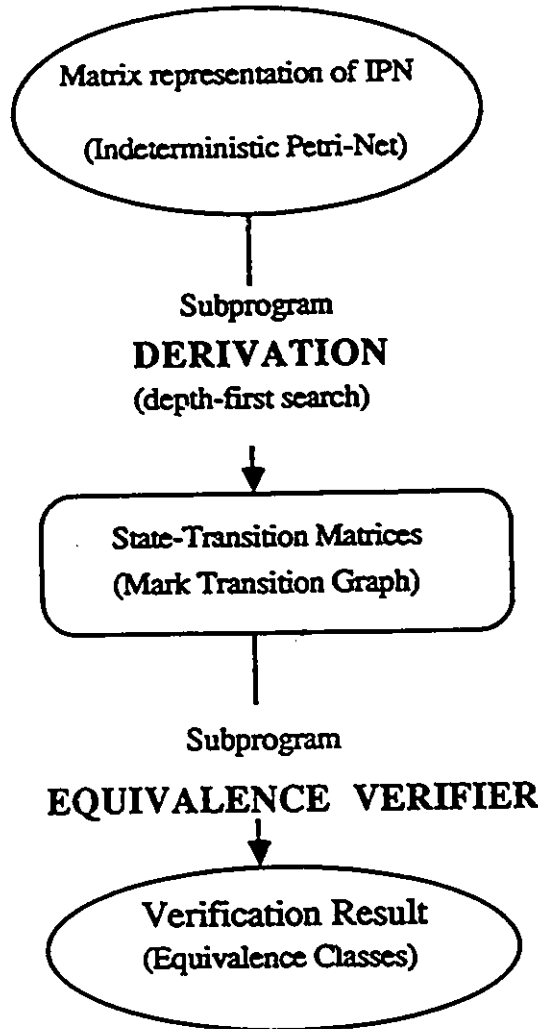 Matrix representation of IPN
(Indeterministic Petri-Net)
Subprogram
DERIVATION
(depth-first search)
State-Transition Matrices
(Mark Transition Graph)
Subprogram
EQUIVALENCE VERIFIER
Verification Result
(Equivalence Classes)